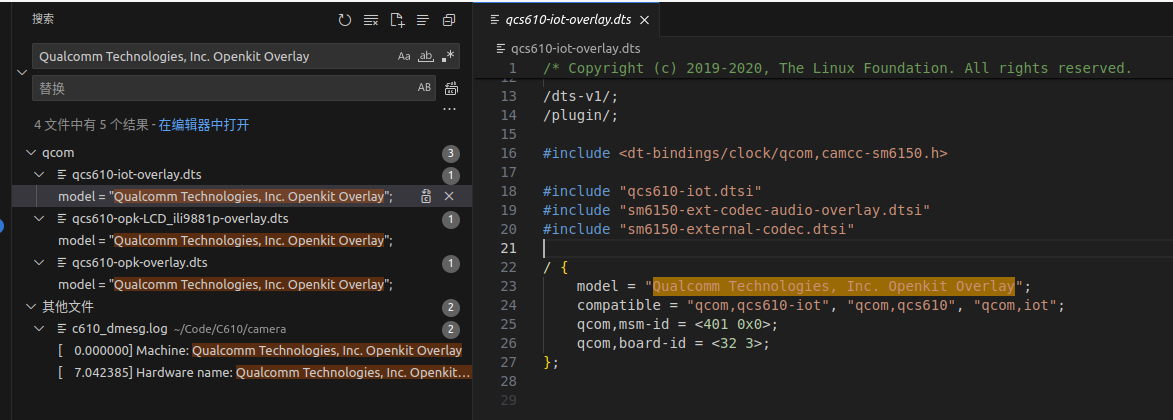 搜索
Qualcomm Technologies, Inc. Openkit Overlay
Aa ab .*
替换
AB
...
4 文件中有 5 个结果 - 在编辑器中打开
qcom 3
qcs610-iot-overlay.dts 1
model = "Qualcomm Technologies, Inc. Openkit Overlay";
qcs610-opk-LCD_ili9881p-overlay.dts 1
model = "Qualcomm Technologies, Inc. Openkit Overlay";
qcs610-opk-overlay.dts 1
model = "Qualcomm Technologies, Inc. Openkit Overlay";
其他文件 2
c610_dmesg.log ~/Code/C610/camera 2
[ 0.000000] Machine: Qualcomm Technologies, Inc. Openkit Overlay
[ 7.042385] Hardware name: Qualcomm Technologies, Inc. Openkit...
qcs610-iot-overlay.dts
qcs610-iot-overlay.dts
1 /* Copyright (c) 2019-2020, The Linux Foundation. All rights reserved.
12
13 /dts-v1/;
14 /plugin/;
15
16 #include <dt-bindings/clock/qcom,camcc-sm6150.h>
17
18 #include "qcs610-iot.dtsi"
19 #include "sm6150-ext-codec-audio-overlay.dtsi"
20 #include "sm6150-external-codec.dtsi"
21
22 / {
23 model = "Qualcomm Technologies, Inc. Openkit Overlay";
24 compatible = "qcom,qcs610-iot", "qcom,qcs610", "qcom,iot";
25 qcom,msm-id = <401 0x0>;
26 qcom,board-id = <32 3>;
27 };
28
29